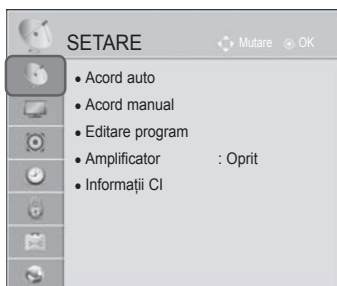 SETARE Mutare OK
• Acord auto
• Acord manual
• Editare program
• Amplificator : Oprit
• Informații CI